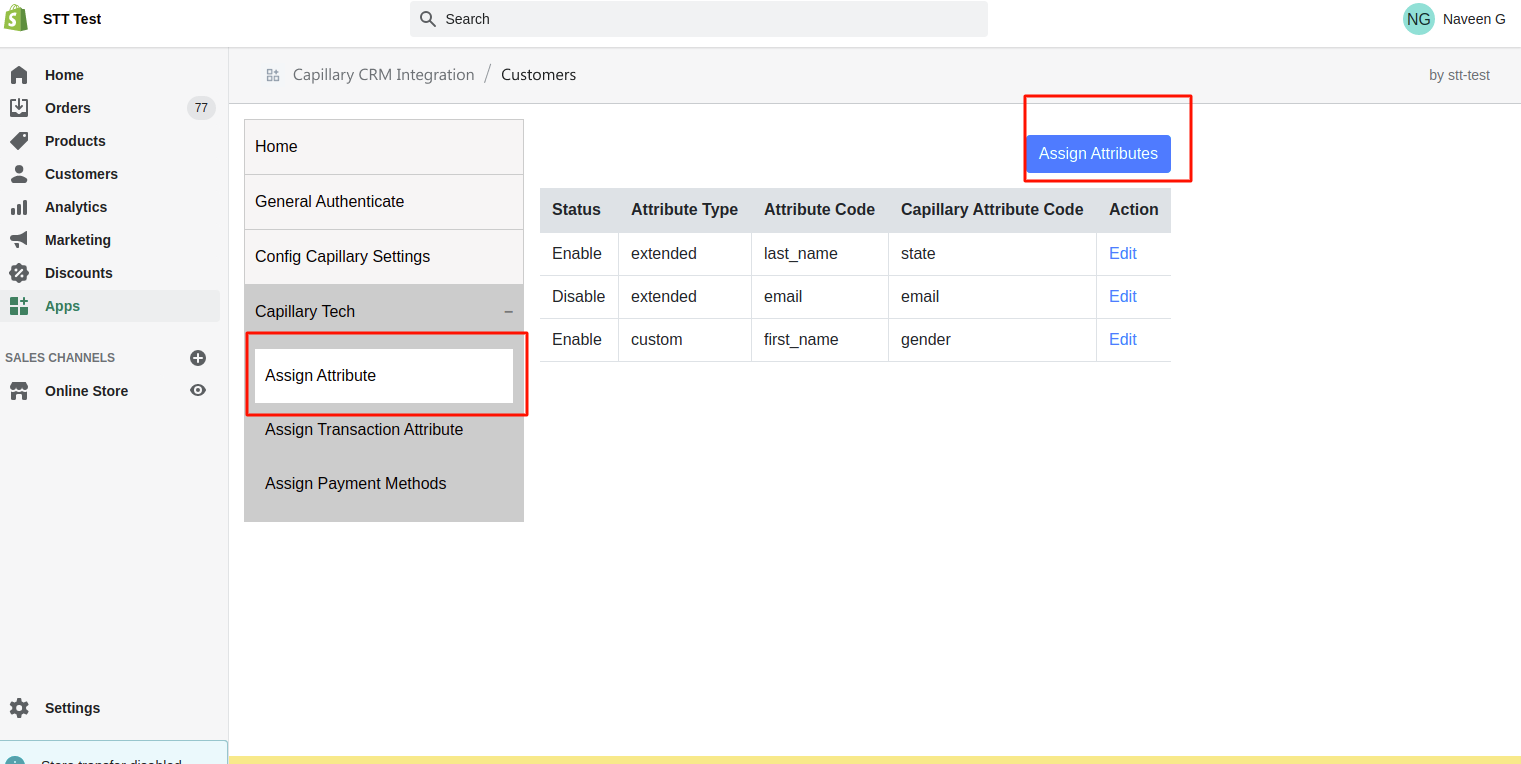 STT Test
Search
NG Naveen G
Home
Orders 77
Products
Customers
Analytics
Marketing
Discounts
Apps
SALES CHANNELS
Online Store
Settings
Store transfer disabled
Capillary CRM Integration / Customers
by stt-test
Home
General Authenticate
Config Capillary Settings
Capillary Tech −
Assign Attribute
Assign Transaction Attribute
Assign Payment Methods
Assign Attributes
Status Attribute Type Attribute Code Capillary Attribute Code Action
Enable extended last_name state Edit
Disable extended email email Edit
Enable custom first_name gender Edit